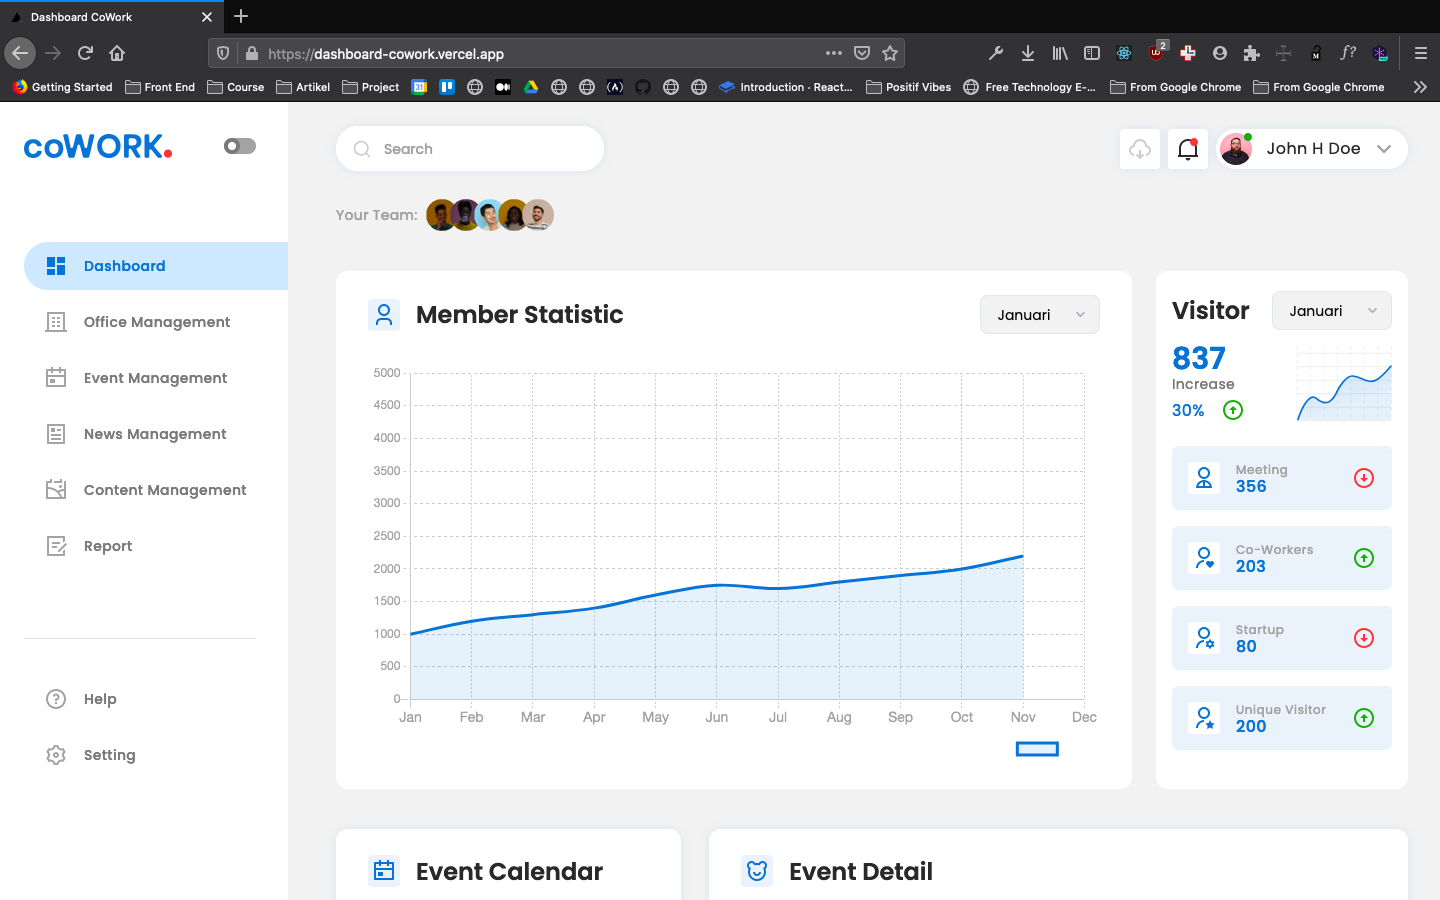 Dashboard CoWork
https://dashboard-cowork.vercel.app
2
Getting Started
Front End
Course
Artikel
Project
31
Introduction · React...
Positif Vibes
Free Technology E-...
From Google Chrome
From Google Chrome
coWORK.
Search
John H Doe
Your Team:
Dashboard
Office Management
Event Management
News Management
Content Management
Report
Help
Setting
Member Statistic
Januari
5000
4500
4000
3500
3000
2500
2000
1500
1000
500
0
Jan Feb Mar Apr May Jun Jul Aug Sep Oct Nov Dec
Visitor
Januari
837
Increase
30%
Meeting
356
Co-Workers
203
Startup
80
Unique Visitor
200
Event Calendar
Event Detail